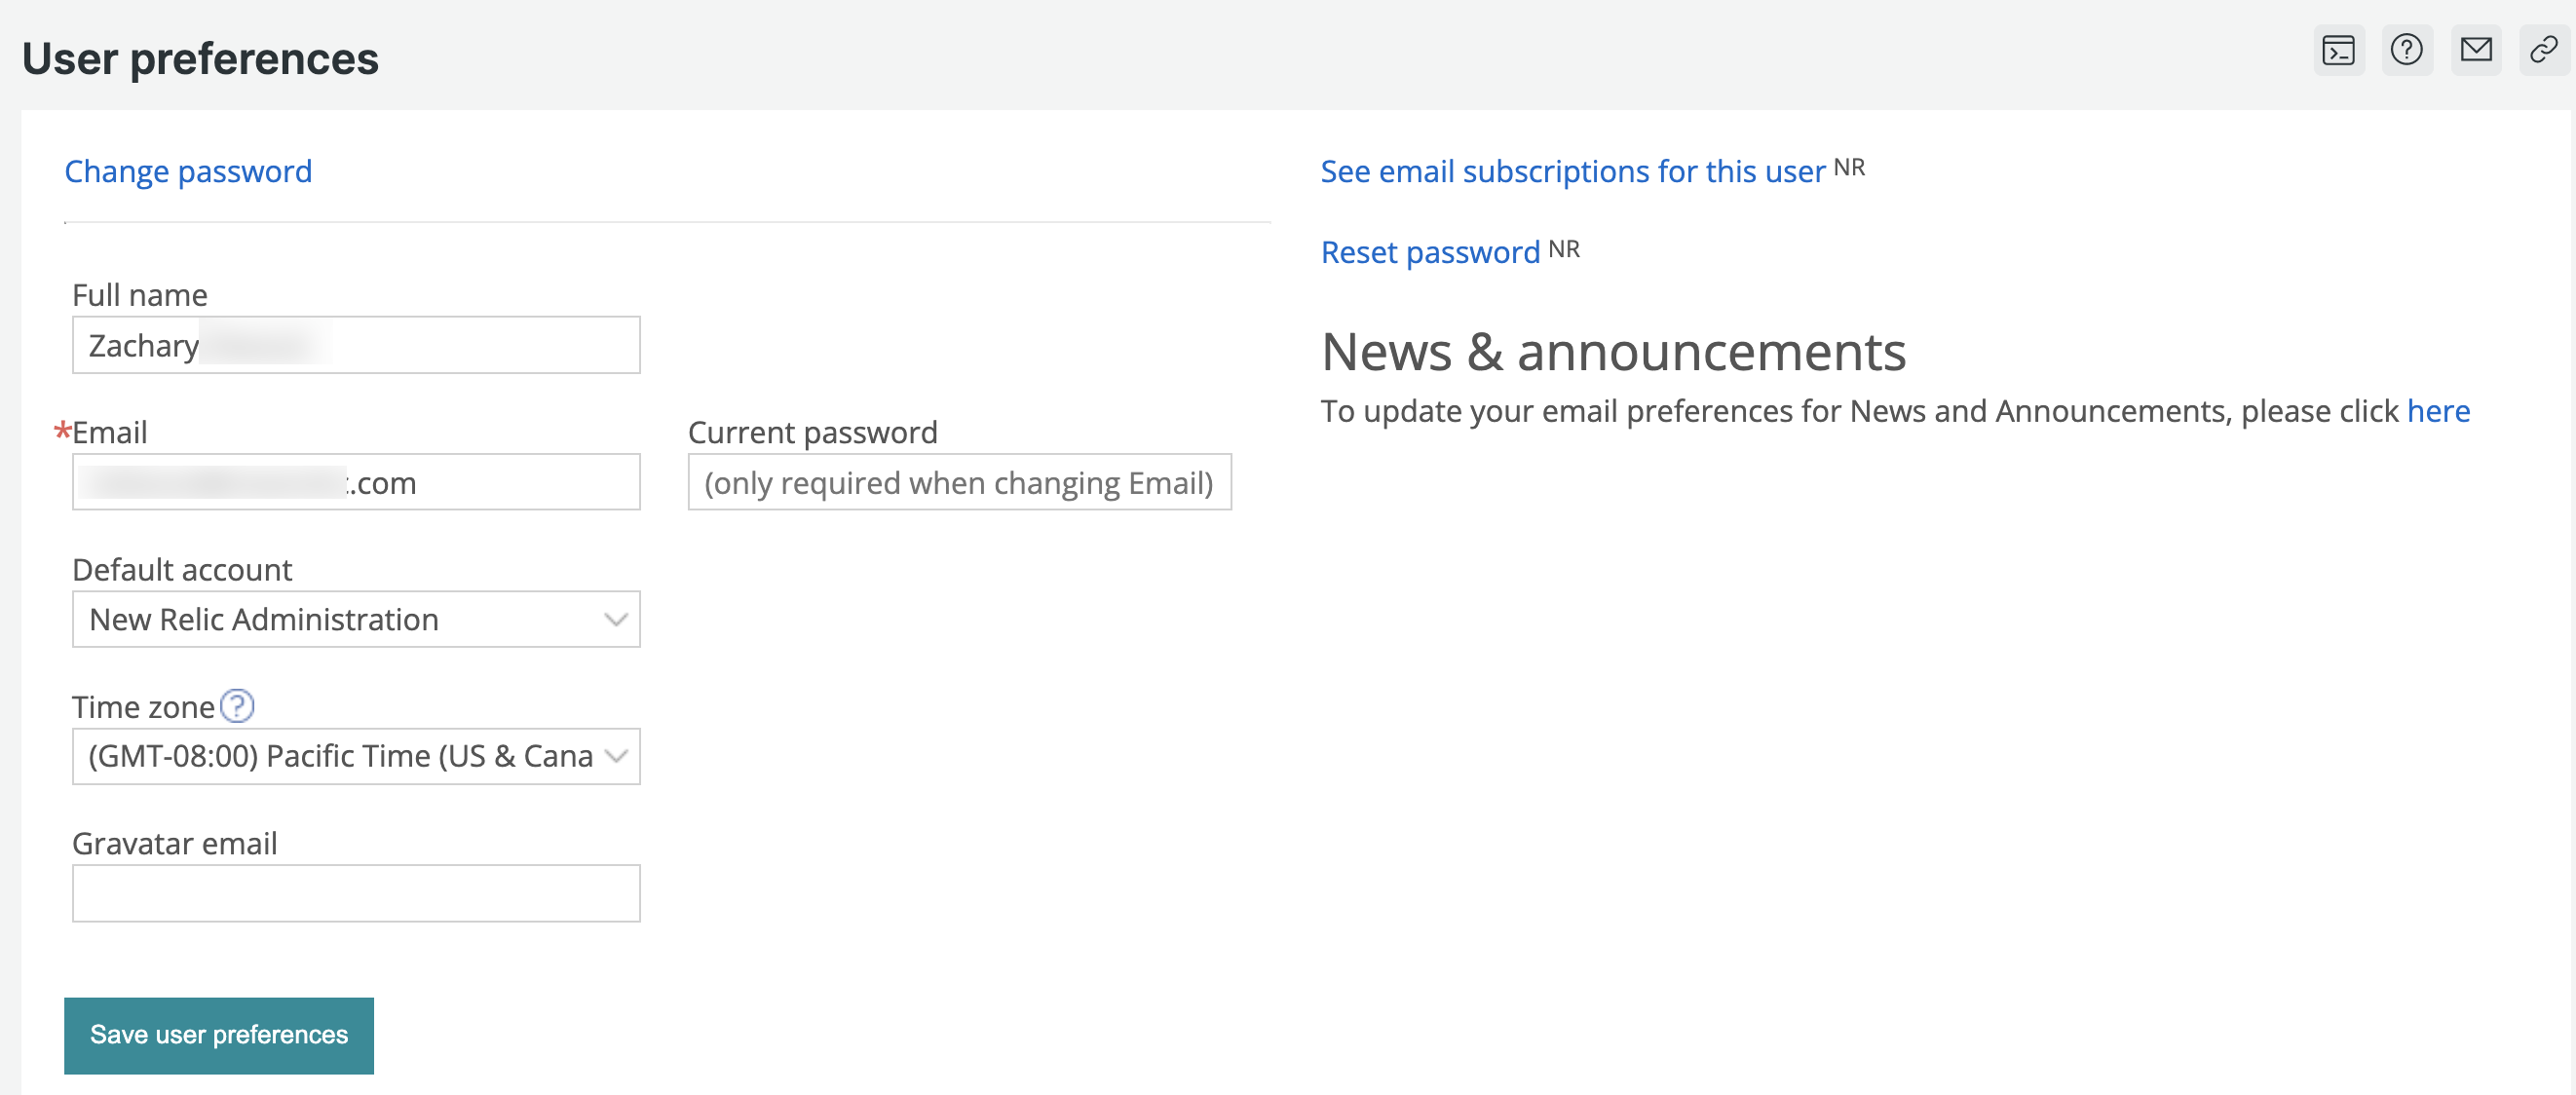 User preferences
Change password
Full name
Zachary
*Email
.com
Current password
(only required when changing Email)
Default account
New Relic Administration
Time zone ?
(GMT-08:00) Pacific Time (US & Cana
Gravatar email
Save user preferences
See email subscriptions for this user NR
Reset password NR
News & announcements
To update your email preferences for News and Announcements, please click here